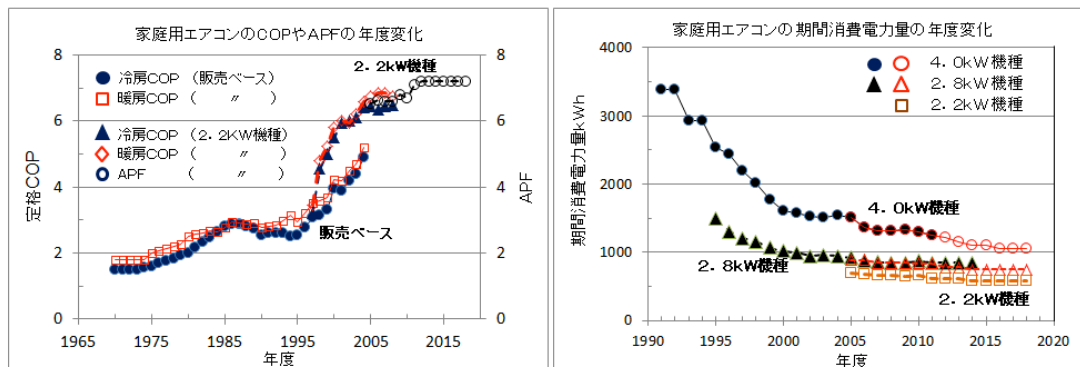 家庭用エアコンのCOPやAPFの年度変化
8
6
4
2
0
定格COP
2．2kW機種
冷房COP （販売ベース）
暖房COP （ 〃 ）
冷房COP （2．2KW機種）
暖房COP （ 〃 ）
APF （ 〃 ）
販売ベース
8
6
4
2
0
APF
1965 1975 1985 1995 2005 2015
年度
家庭用エアコンの期間消費電力量の年度変化
4000
3000
2000
1000
0
期間消費電力量kWh
4．0kW機種
2．8kW機種
2．2kW機種
4．0kW機種
2．8kW機種
2．2kW機種
1990 1995 2000 2005 2010 2015 2020
年度